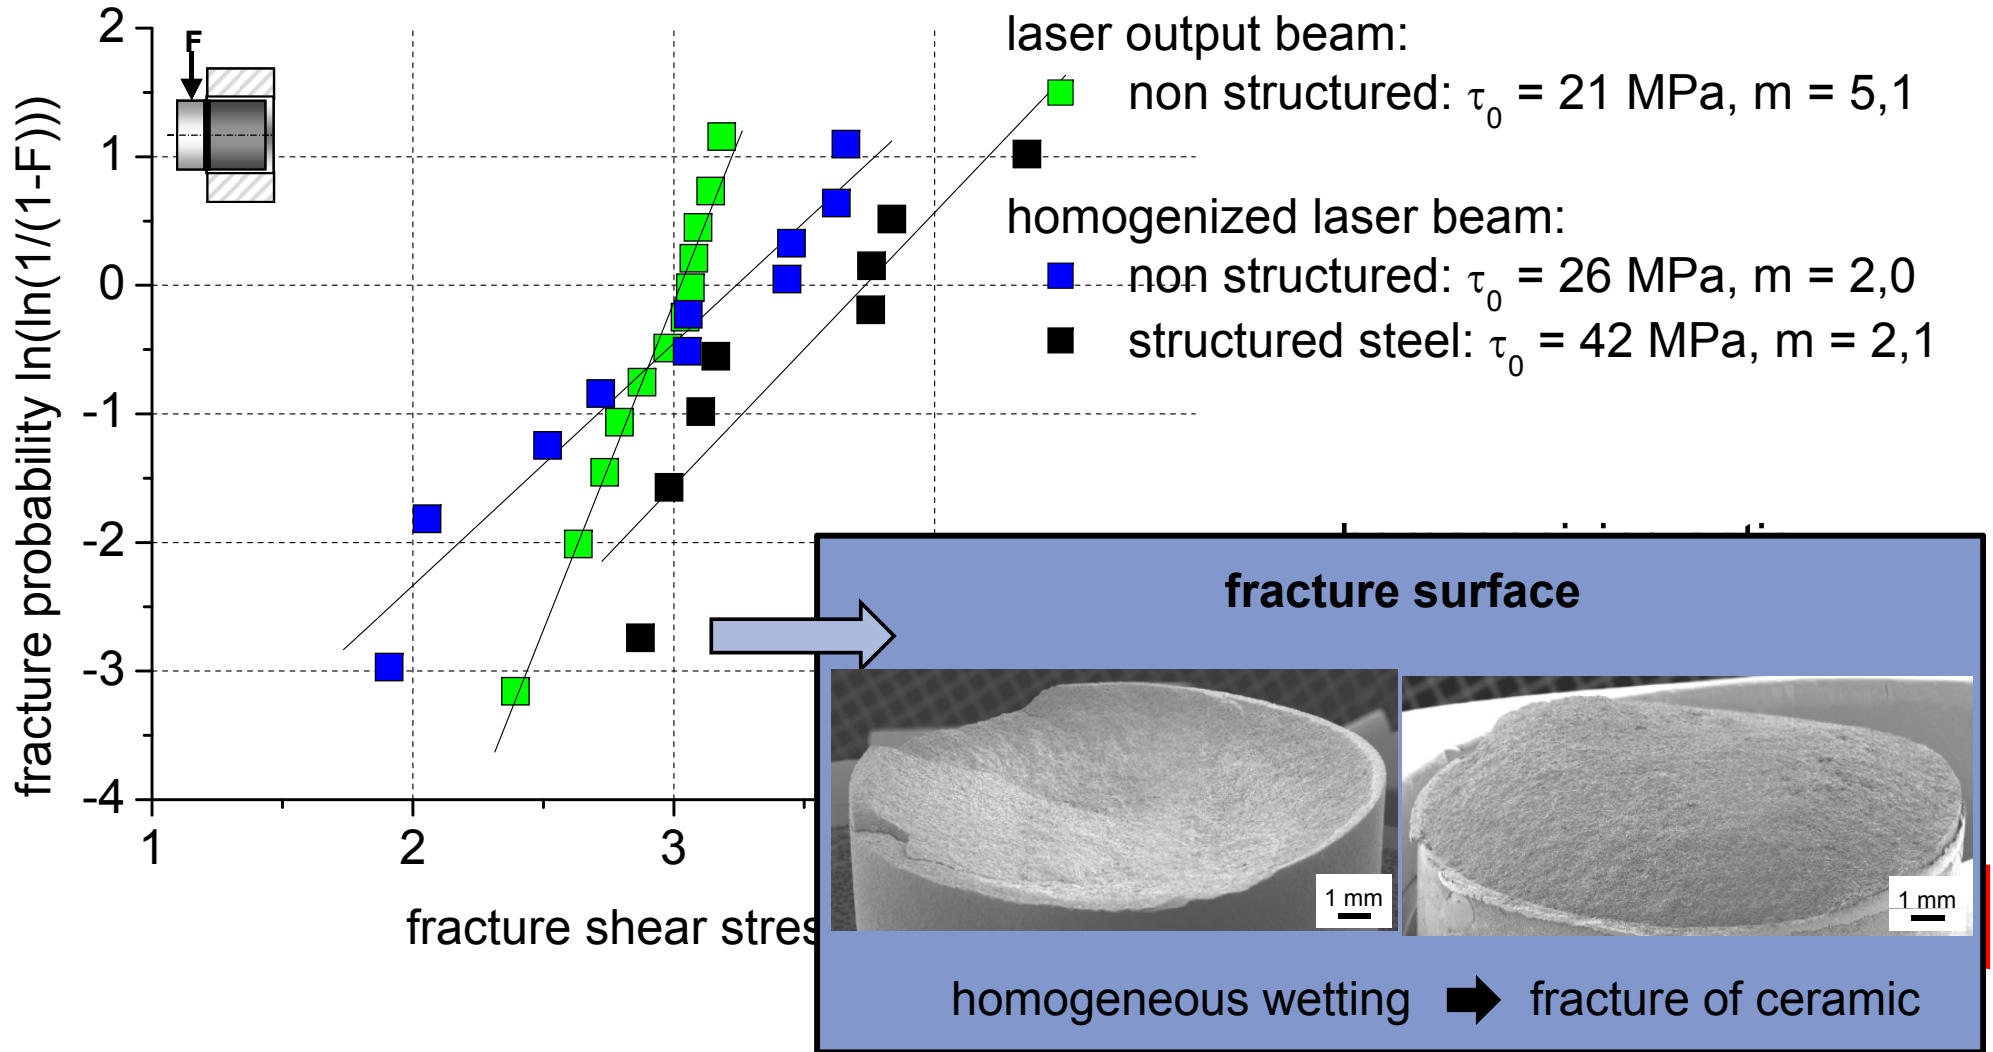 2
1
0
-1
-2
-3
-4
1
2
3
F
fracture probability ln(ln(1/(1-F)))
fracture shear stres
laser output beam:
non structured: τ0 = 21 MPa, m = 5,1
homogenized laser beam:
non structured: τ0 = 26 MPa, m = 2,0
structured steel: τ0 = 42 MPa, m = 2,1
fracture surface
1 mm
1 mm
homogeneous wetting
fracture of ceramic